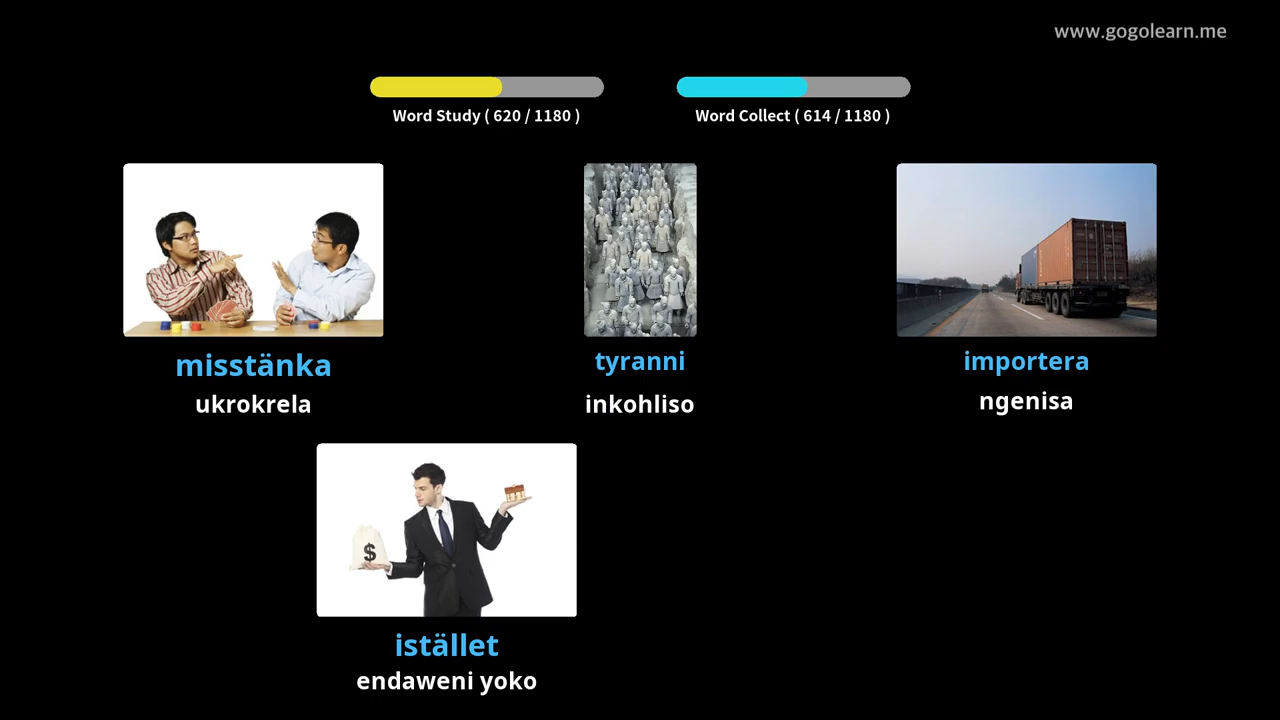 www.gogolearn.me
Word Study ( 620 / 1180 )
Word Collect ( 614 / 1180 )
misstänka
ukrokrela
tyranni
inkohliso
importera
ngenisa
$
istället
endaweni yoko